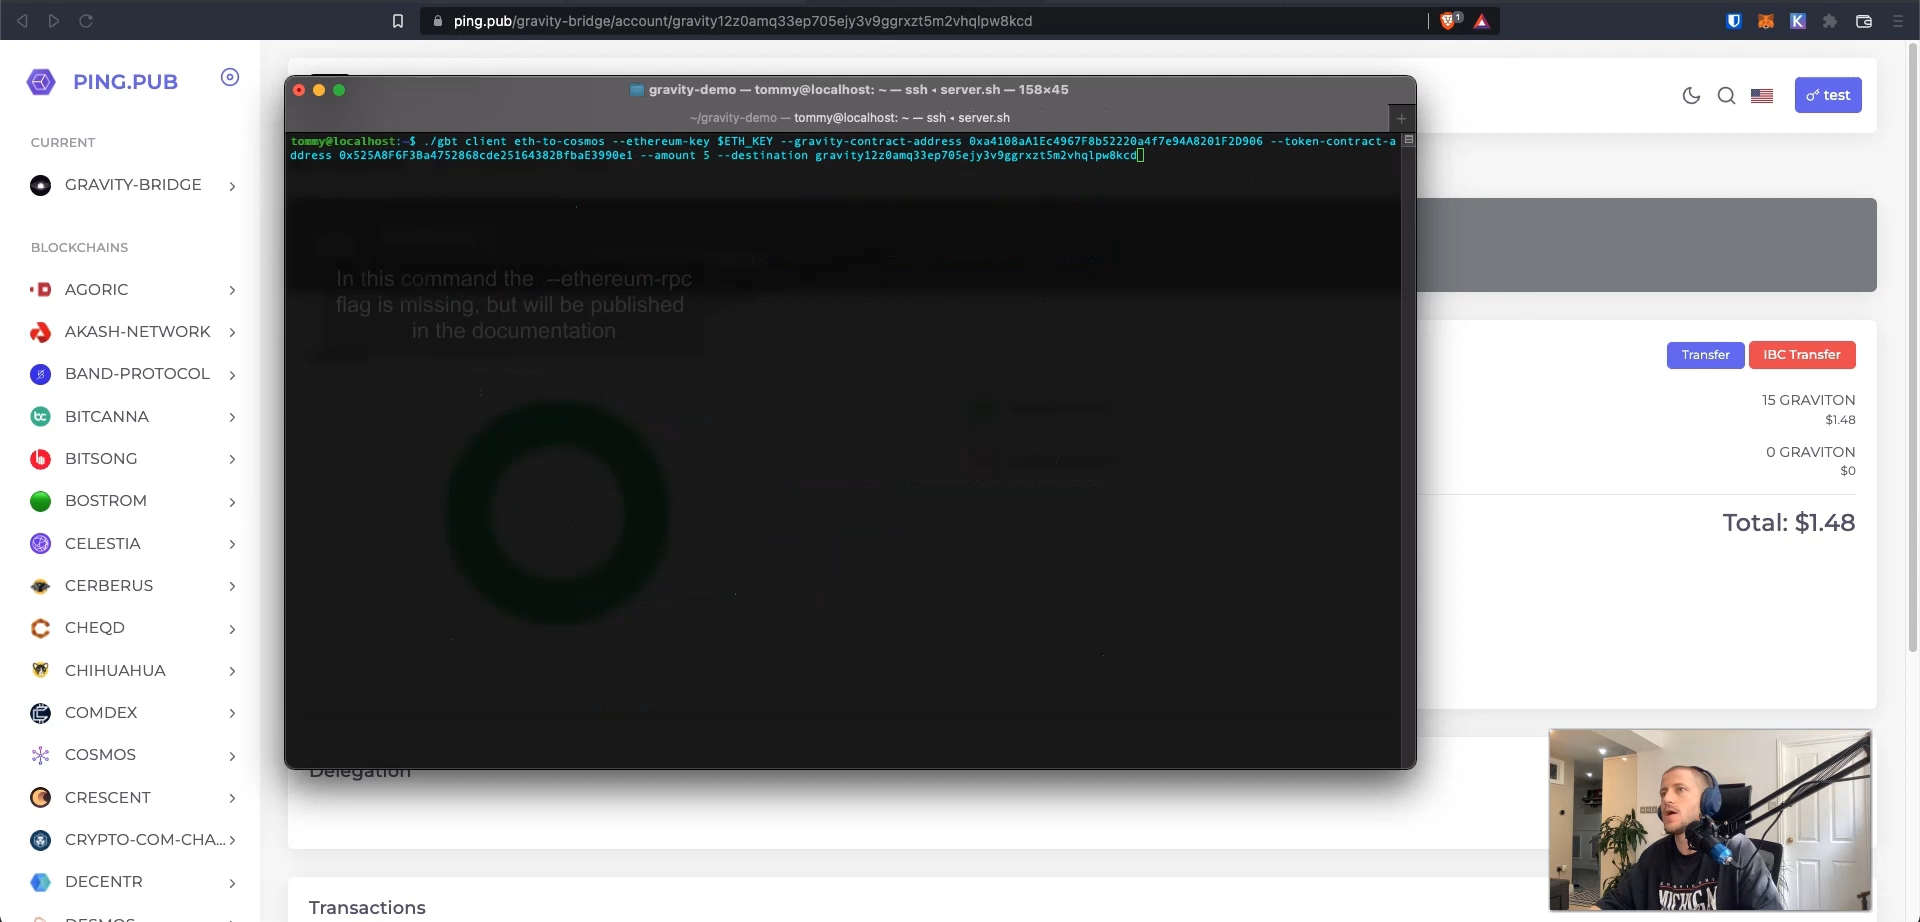 ping.pub/gravity-bridge/account/gravity12z0amq33ep705ejy3v9ggrxzt5m2vhqlpw8kcd
1
PING.PUB
CURRENT
GRAVITY-BRIDGE
BLOCKCHAINS
AGORIC
AKASH-NETWORK
BAND-PROTOCOL
BITCANNA
BITSONG
BOSTROM
CELESTIA
CERBERUS
CHEQD
CHIHUAHUA
COMDEX
COSMOS
CRESCENT
CRYPTO-COM-CHA...
DECENTR
gravity-demo — tommy@localhost: ~ — ssh ◂ server.sh — 158×45
~/gravity-demo — tommy@localhost: ~ — ssh ◂ server.sh
tommy@localhost:~$ ./gbt client eth-to-cosmos --ethereum-key $ETH_KEY --gravity-contract-address 0xa4108aA1Ec4967F8b52220a4f7e94A8201F2D906 --token-contract-a
ddress 0x525A8F6F3Ba4752868cde25164382BfbaE3990e1 --amount 5 --destination gravity12z0amq33ep705ejy3v9ggrxzt5m2vhqlpw8kcd
In this command the --ethereum-rpc
flag is missing, but will be published
in the documentation
test
Transfer
IBC Transfer
15 GRAVITON
$1.48
0 GRAVITON
$0
Total: $1.48
Delegation
Transactions